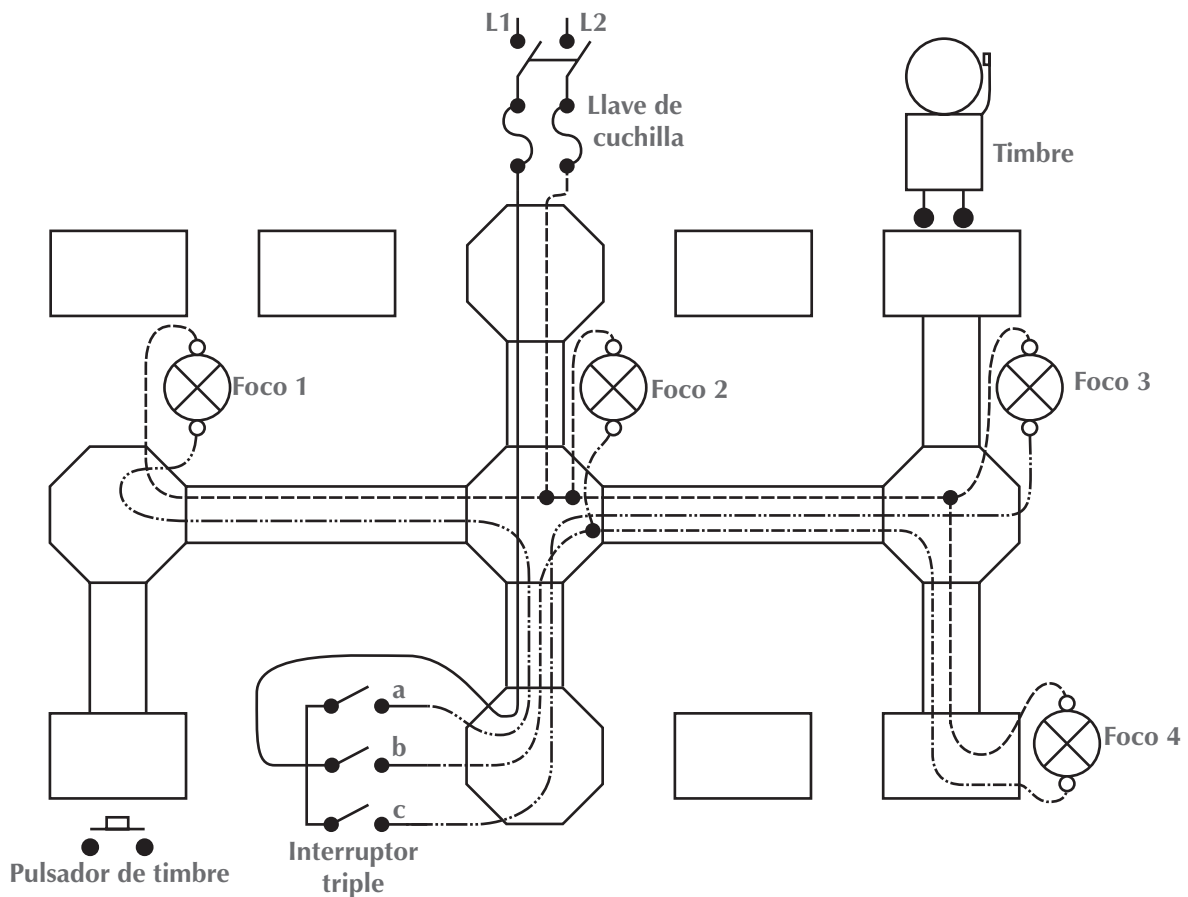 L1 L2
Llave de
cuchilla
Timbre
Foco 1
Foco 2
Foco 3
a
b
c
Foco 4
Interruptor
triple
Pulsador de timbre